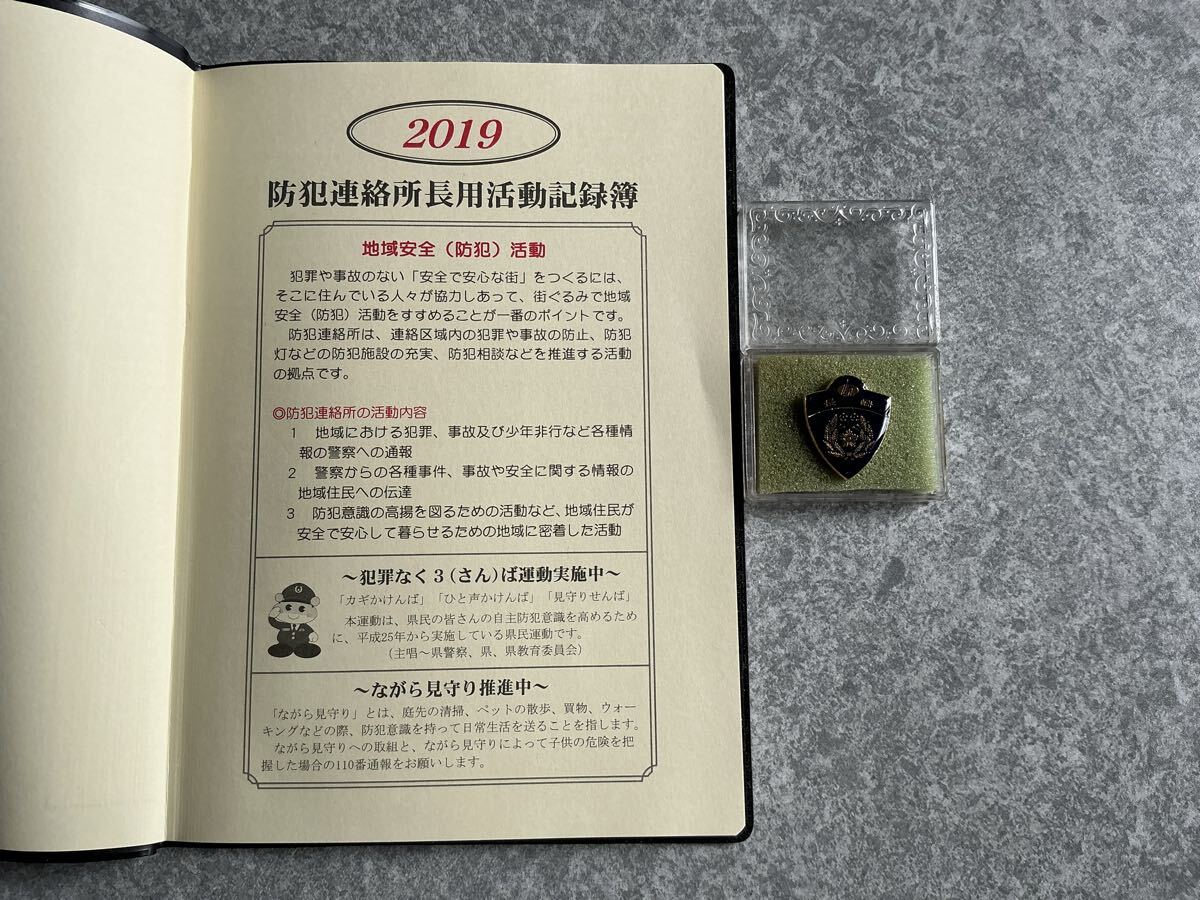 2019
防犯連絡所長用活動記録簿
地域安全（防犯）活動
犯罪や事故のない「安全で安心な街」をつくるには、
そこに住んでいる人々が協力しあって、街ぐるみで地域
安全（防犯）活動をすすめることが一番のポイントです。
防犯連絡所は、連絡区域内の犯罪や事故の防止、防犯
灯などの防犯施設の充実、防犯相談などを推進する活動
の拠点です。
◎防犯連絡所の活動内容
1 地域における犯罪、事故及び少年非行など各種情
報の警察への通報
2 警察からの各種事件、事故や安全に関する情報の
地域住民への伝達
3 防犯意識の高揚を図るための活動など、地域住民が
安全で安心して暮らせるための地域に密着した活動
～犯罪なく３(さん)ば運動実施中～
「カギかけんば」「ひと声かけんば」「見守りせんば」
本運動は、県民の皆さんの自主防犯意識を高めるため
に、平成25年から実施している県民運動です。
（主唱～県警察、県、県教育委員会）
～ながら見守り推進中～
「ながら見守り」とは、庭先の清掃、ペットの散歩、買物、ウォー
キングなどの際、防犯意識を持って日常生活を送ることを指します。
ながら見守りへの取組と、ながら見守りによって子供の危険を把
握した場合の110番通報をお願いします。